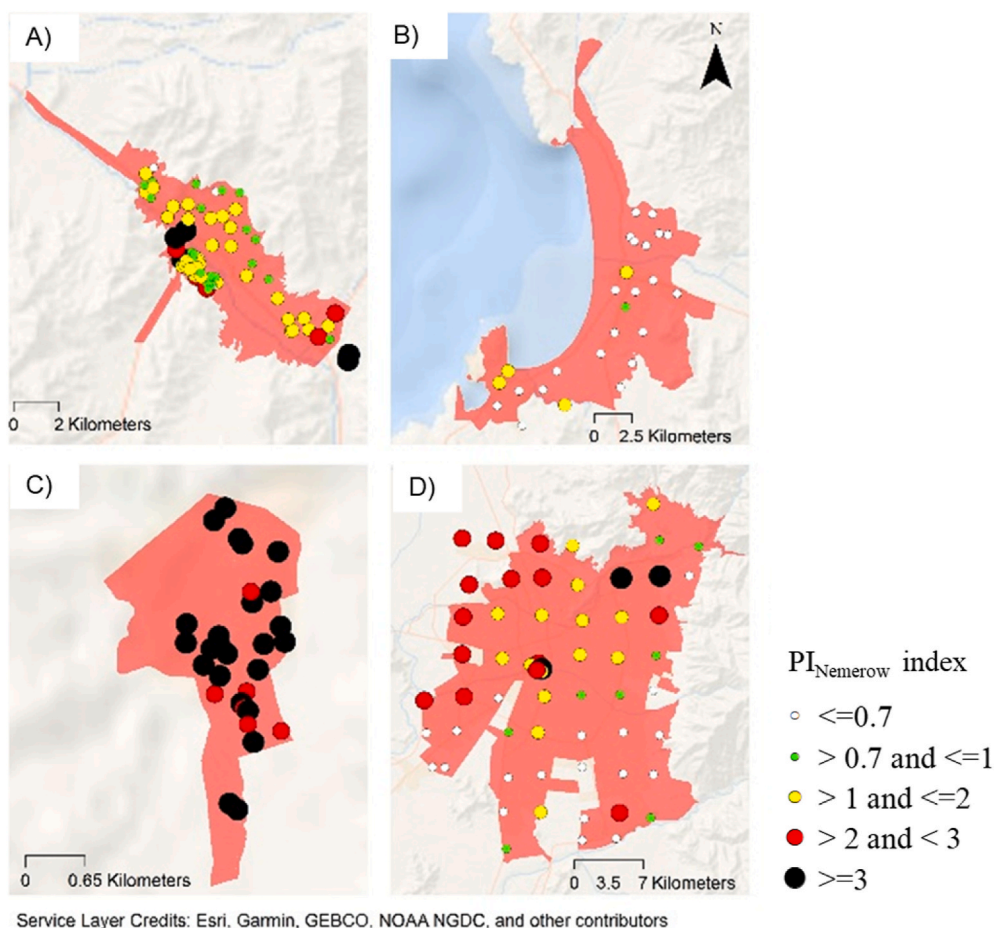 A)
B)
N
0 2 Kilometers
0 2.5 Kilometers
C)
D)
0 0.65 Kilometers
0 3.5 7 Kilometers
PINemerow index
<=0.7
> 0.7 and <=1
> 1 and <=2
> 2 and < 3
>=3
Service Layer Credits: Esri, Garmin, GEBCO, NOAA NGDC, and other contributors